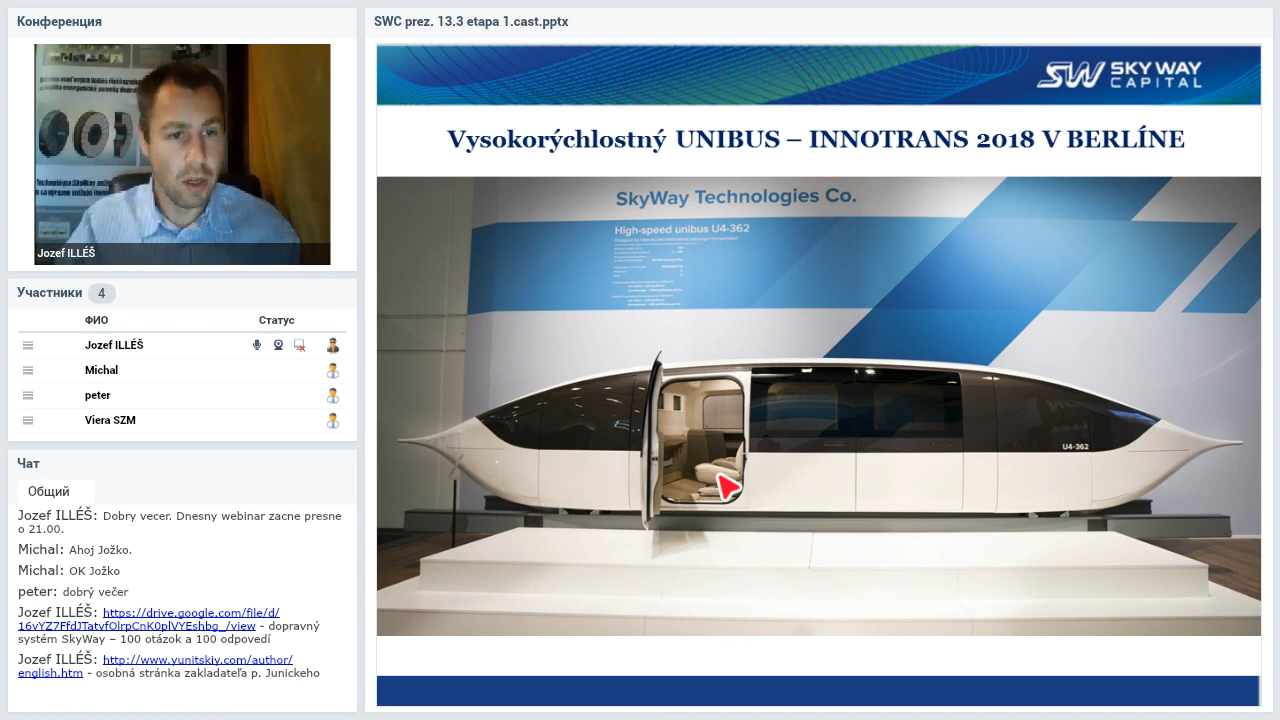 Конференция
Jozef ILLÉŠ
Участники 4
ФИО Статус
Jozef ILLÉŠ
Michal
peter
Viera SZM
Чат
Общий
Jozef ILLÉŠ: Dobry vecer. Dnesny webinar zacne presne
o 21.00.
Michal: Ahoj Jožko.
Michal: OK Jožko
peter: dobrý večer
Jozef ILLÉŠ: https://drive.google.com/file/d/
16vYZ7FfdJTatvfOlrpCnK0plVYEshbg_/view - dopravný
systém SkyWay – 100 otázok a 100 odpovedí
Jozef ILLÉŠ: http://www.yunitskiy.com/author/
english.htm - osobná stránka zakladateľa p. Junickeho
SWC prez. 13.3 etapa 1.cast.pptx
SW SKY WAY
CAPITAL
Vysokorýchlostný UNIBUS – INNOTRANS 2018 V BERLÍNE
SkyWay Technologies Co.
High-speed unibus U4-362
U4-362